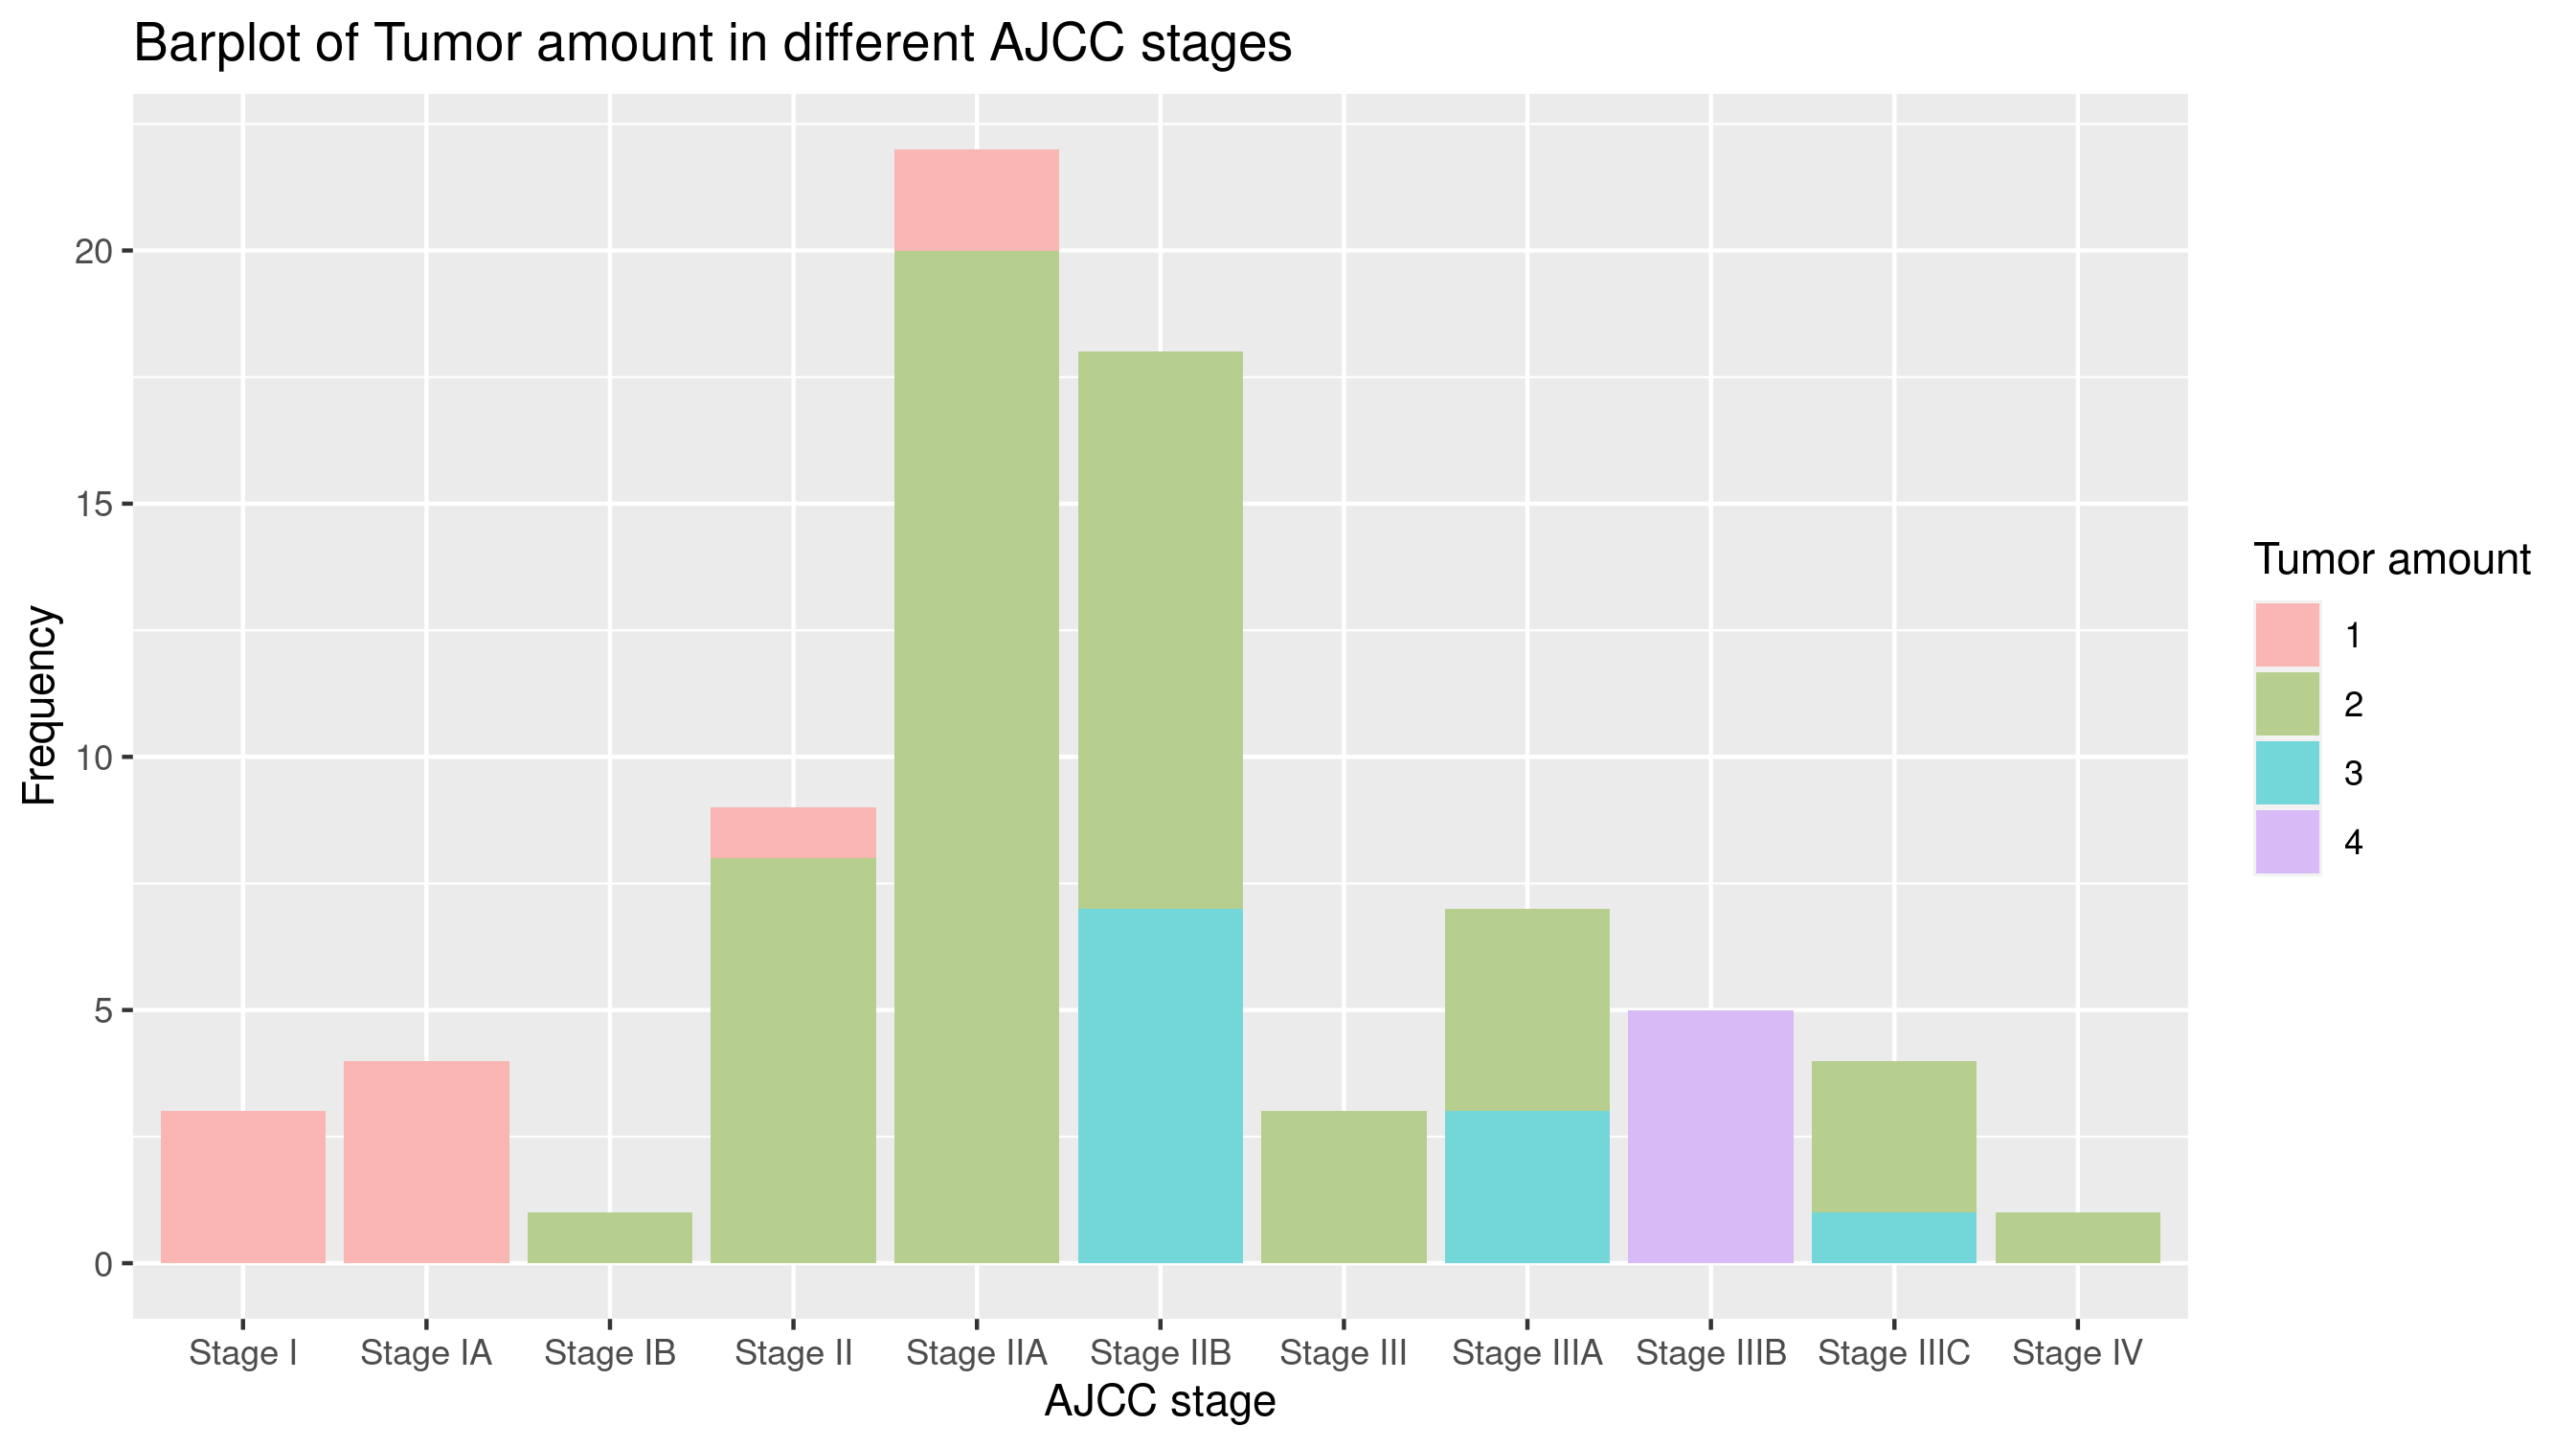 Barplot of Tumor amount in different AJCC stages
Frequency
20
15
10
5
0
Stage I Stage IA Stage IB Stage II Stage IIA Stage IIB Stage III Stage IIIA Stage IIIB Stage IIIC Stage IV
AJCC stage
Tumor amount
1
2
3
4